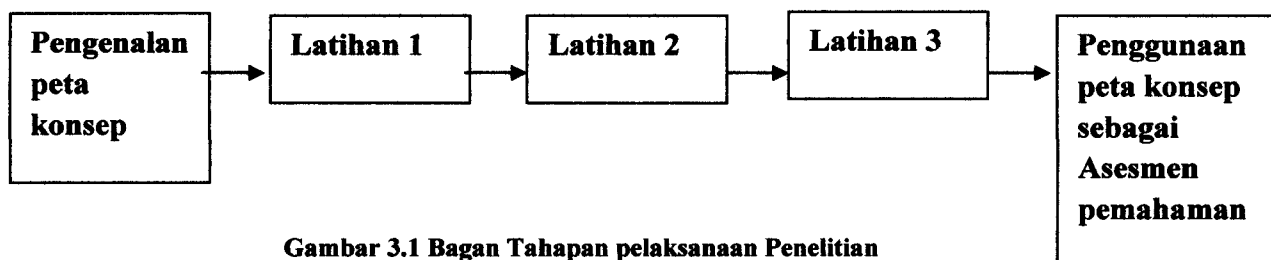 Pengenalan
peta
konsep
Latihan 1
Latihan 2
Latihan 3
Penggunaan
peta konsep
sebagai
Asesmen
pemahaman
Gambar 3.1 Bagan Tahapan pelaksanaan Penelitian